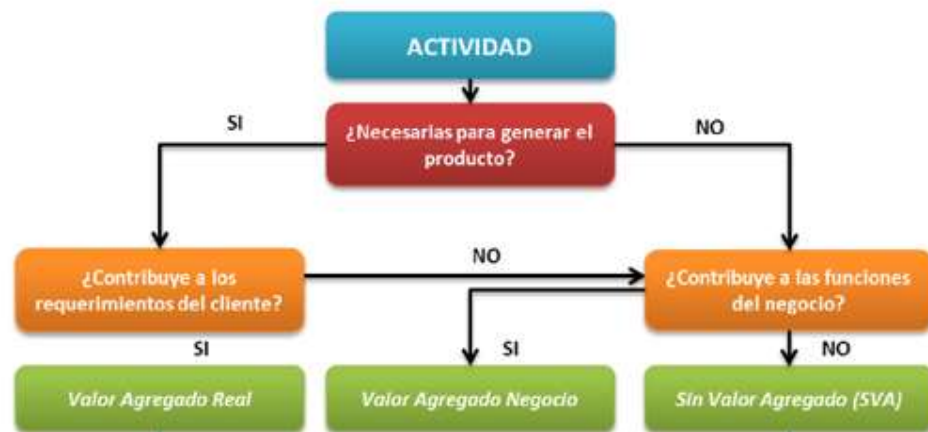 ACTIVIDAD
SI
¿Necesarias para generar el
producto?
NO
¿Contribuye a los
requerimientos del cliente?
NO
¿Contribuye a las funciones
del negocio?
SI
SI
NO
Valor Agregado Real
Valor Agregado Negocio
Sin Valor Agregado (SVA)